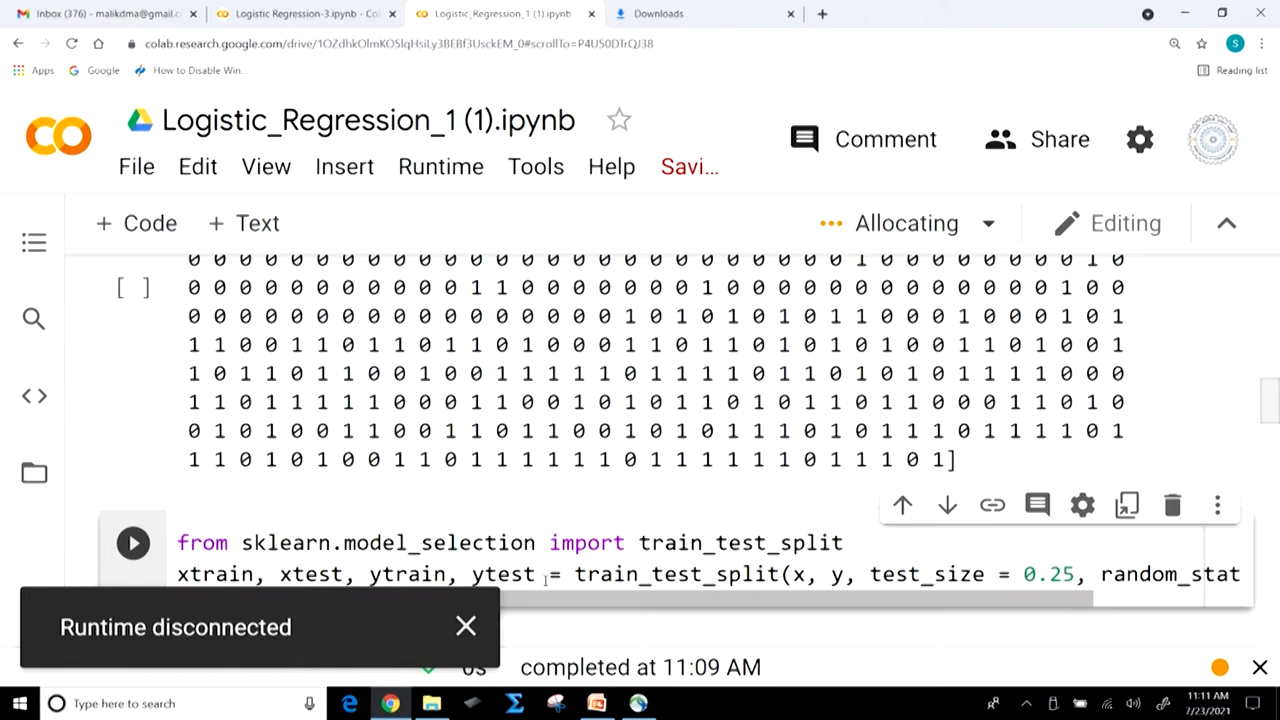 Inbox (376) - malikdma@gmail.c
Logistic Regression-3.ipynb - Col
Logistic_Regression_1 (1).ipynb
Downloads
colab.research.google.com/drive/1OZdhkOlmKO5lqHsiLy3BEBf3UsckEM_0#scrollTo=P4U50DTrQJ38
Apps Google How to Disable Win... Reading list
Logistic_Regression_1 (1).ipynb
Comment Share
File Edit View Insert Runtime Tools Help Savi...
+ Code + Text Allocating Editing
0 0 0 0 0 0 0 0 0 0 0 0 0 0 0 0 0 0 0 0 0 0 0 0 0 0 1 0 0 0 0 0 0 0 0 1 0
[ ] 0 0 0 0 0 0 0 0 0 0 0 1 1 0 0 0 0 0 0 0 1 0 0 0 0 0 0 0 0 0 0 0 0 0 1 0 0
0 0 0 0 0 0 0 0 0 0 0 0 0 0 0 0 0 1 0 1 0 1 0 1 0 1 1 0 0 0 1 0 0 0 1 0 1
1 1 0 0 1 1 0 1 1 0 1 1 0 1 0 0 0 1 1 0 1 1 0 1 0 1 0 1 0 0 1 1 0 1 0 0 1
1 0 1 1 0 1 1 0 0 1 0 0 1 1 1 1 1 0 1 1 1 1 0 1 1 0 1 0 1 0 1 1 1 1 0 0 0
1 1 0 1 1 1 1 1 0 0 0 1 1 0 0 1 0 1 0 1 1 0 1 0 1 1 0 1 1 0 0 0 1 1 0 1 0
0 1 0 1 0 0 1 1 0 0 1 1 0 1 1 0 0 1 0 1 0 1 1 1 0 1 0 1 1 1 0 1 1 1 1 0 1
1 1 0 1 0 1 0 0 1 1 0 1 1 1 1 1 1 0 1 1 1 1 1 1 0 1 1 1 0 1]
from sklearn.model_selection import train_test_split
xtrain, xtest, ytrain, ytest = train_test_split(x, y, test_size = 0.25, random_stat
Runtime disconnected
0s completed at 11:09 AM
Type here to search
11:11 AM
7/23/2021